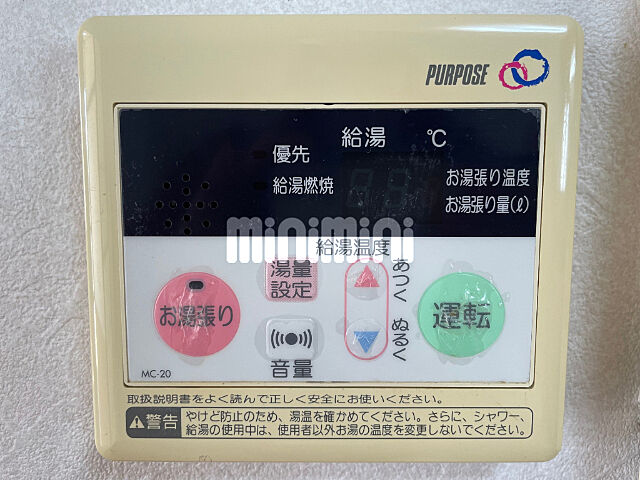 PURPOSE
給湯 ℃
優先
給湯燃焼
お湯張り温度
お湯張り量(ℓ)
minimini
給湯温度
湯量
設定
あつく
ぬるく
お湯張り
運転
音量
MC-20
取扱説明書をよく読んで正しく安全にお使いください。
警告
やけど防止のため、湯温を確かめてください。さらに、シャワー、
給湯の使用中は、使用者以外お湯の温度を変更しないでください。